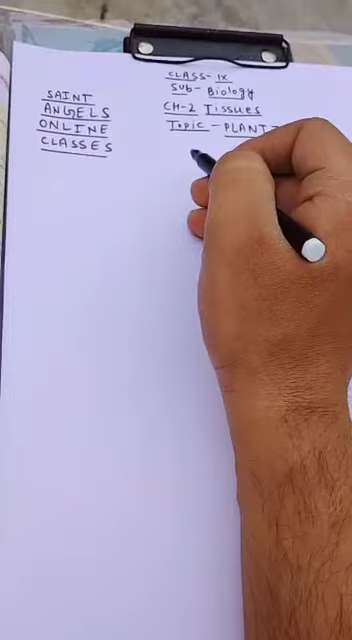 SAINT
ANGELS
ONLINE
CLASSES
CLASS- IX
Sub- Biology
CH-2 Tissues
Topic - PLANT